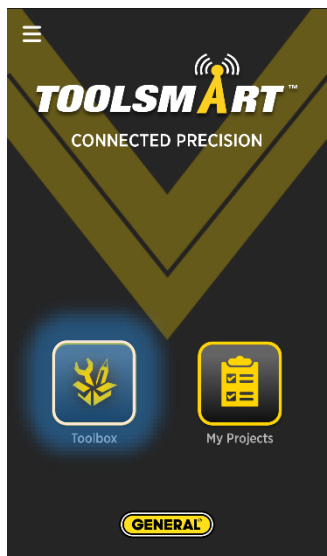 TOOLSMART™
CONNECTED PRECISION
Toolbox
My Projects
GENERAL®